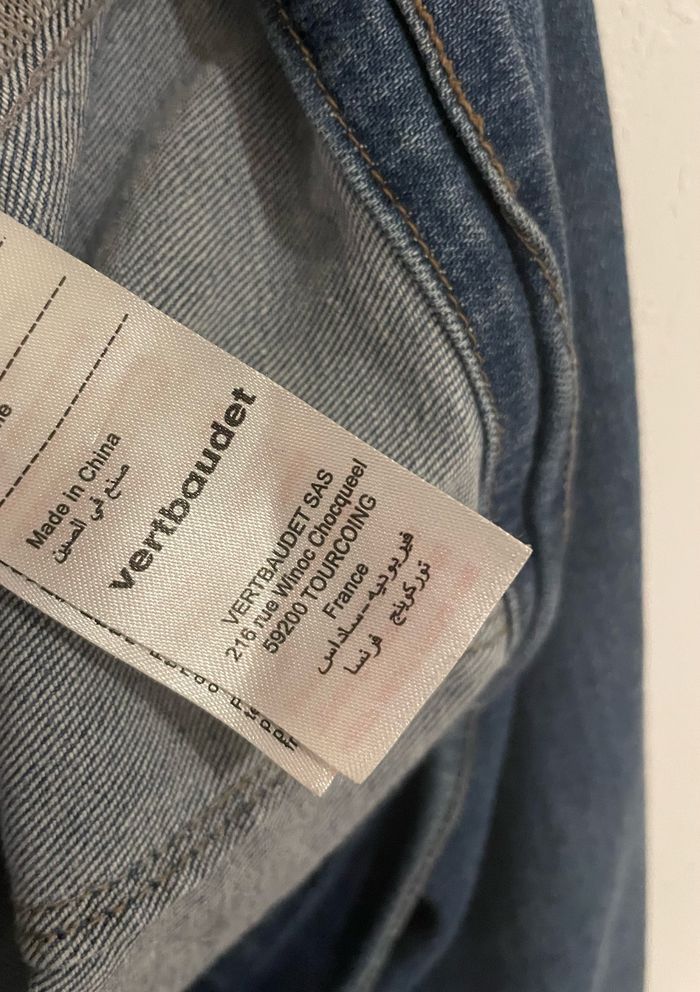 Made in China
صنع في الصين
vertbaudet
VERTBAUDET SAS
216 rue Winoc Chocqueel
59200 TOURCOING
France
فيربوديه-ساداس
توركوينج فرنسا